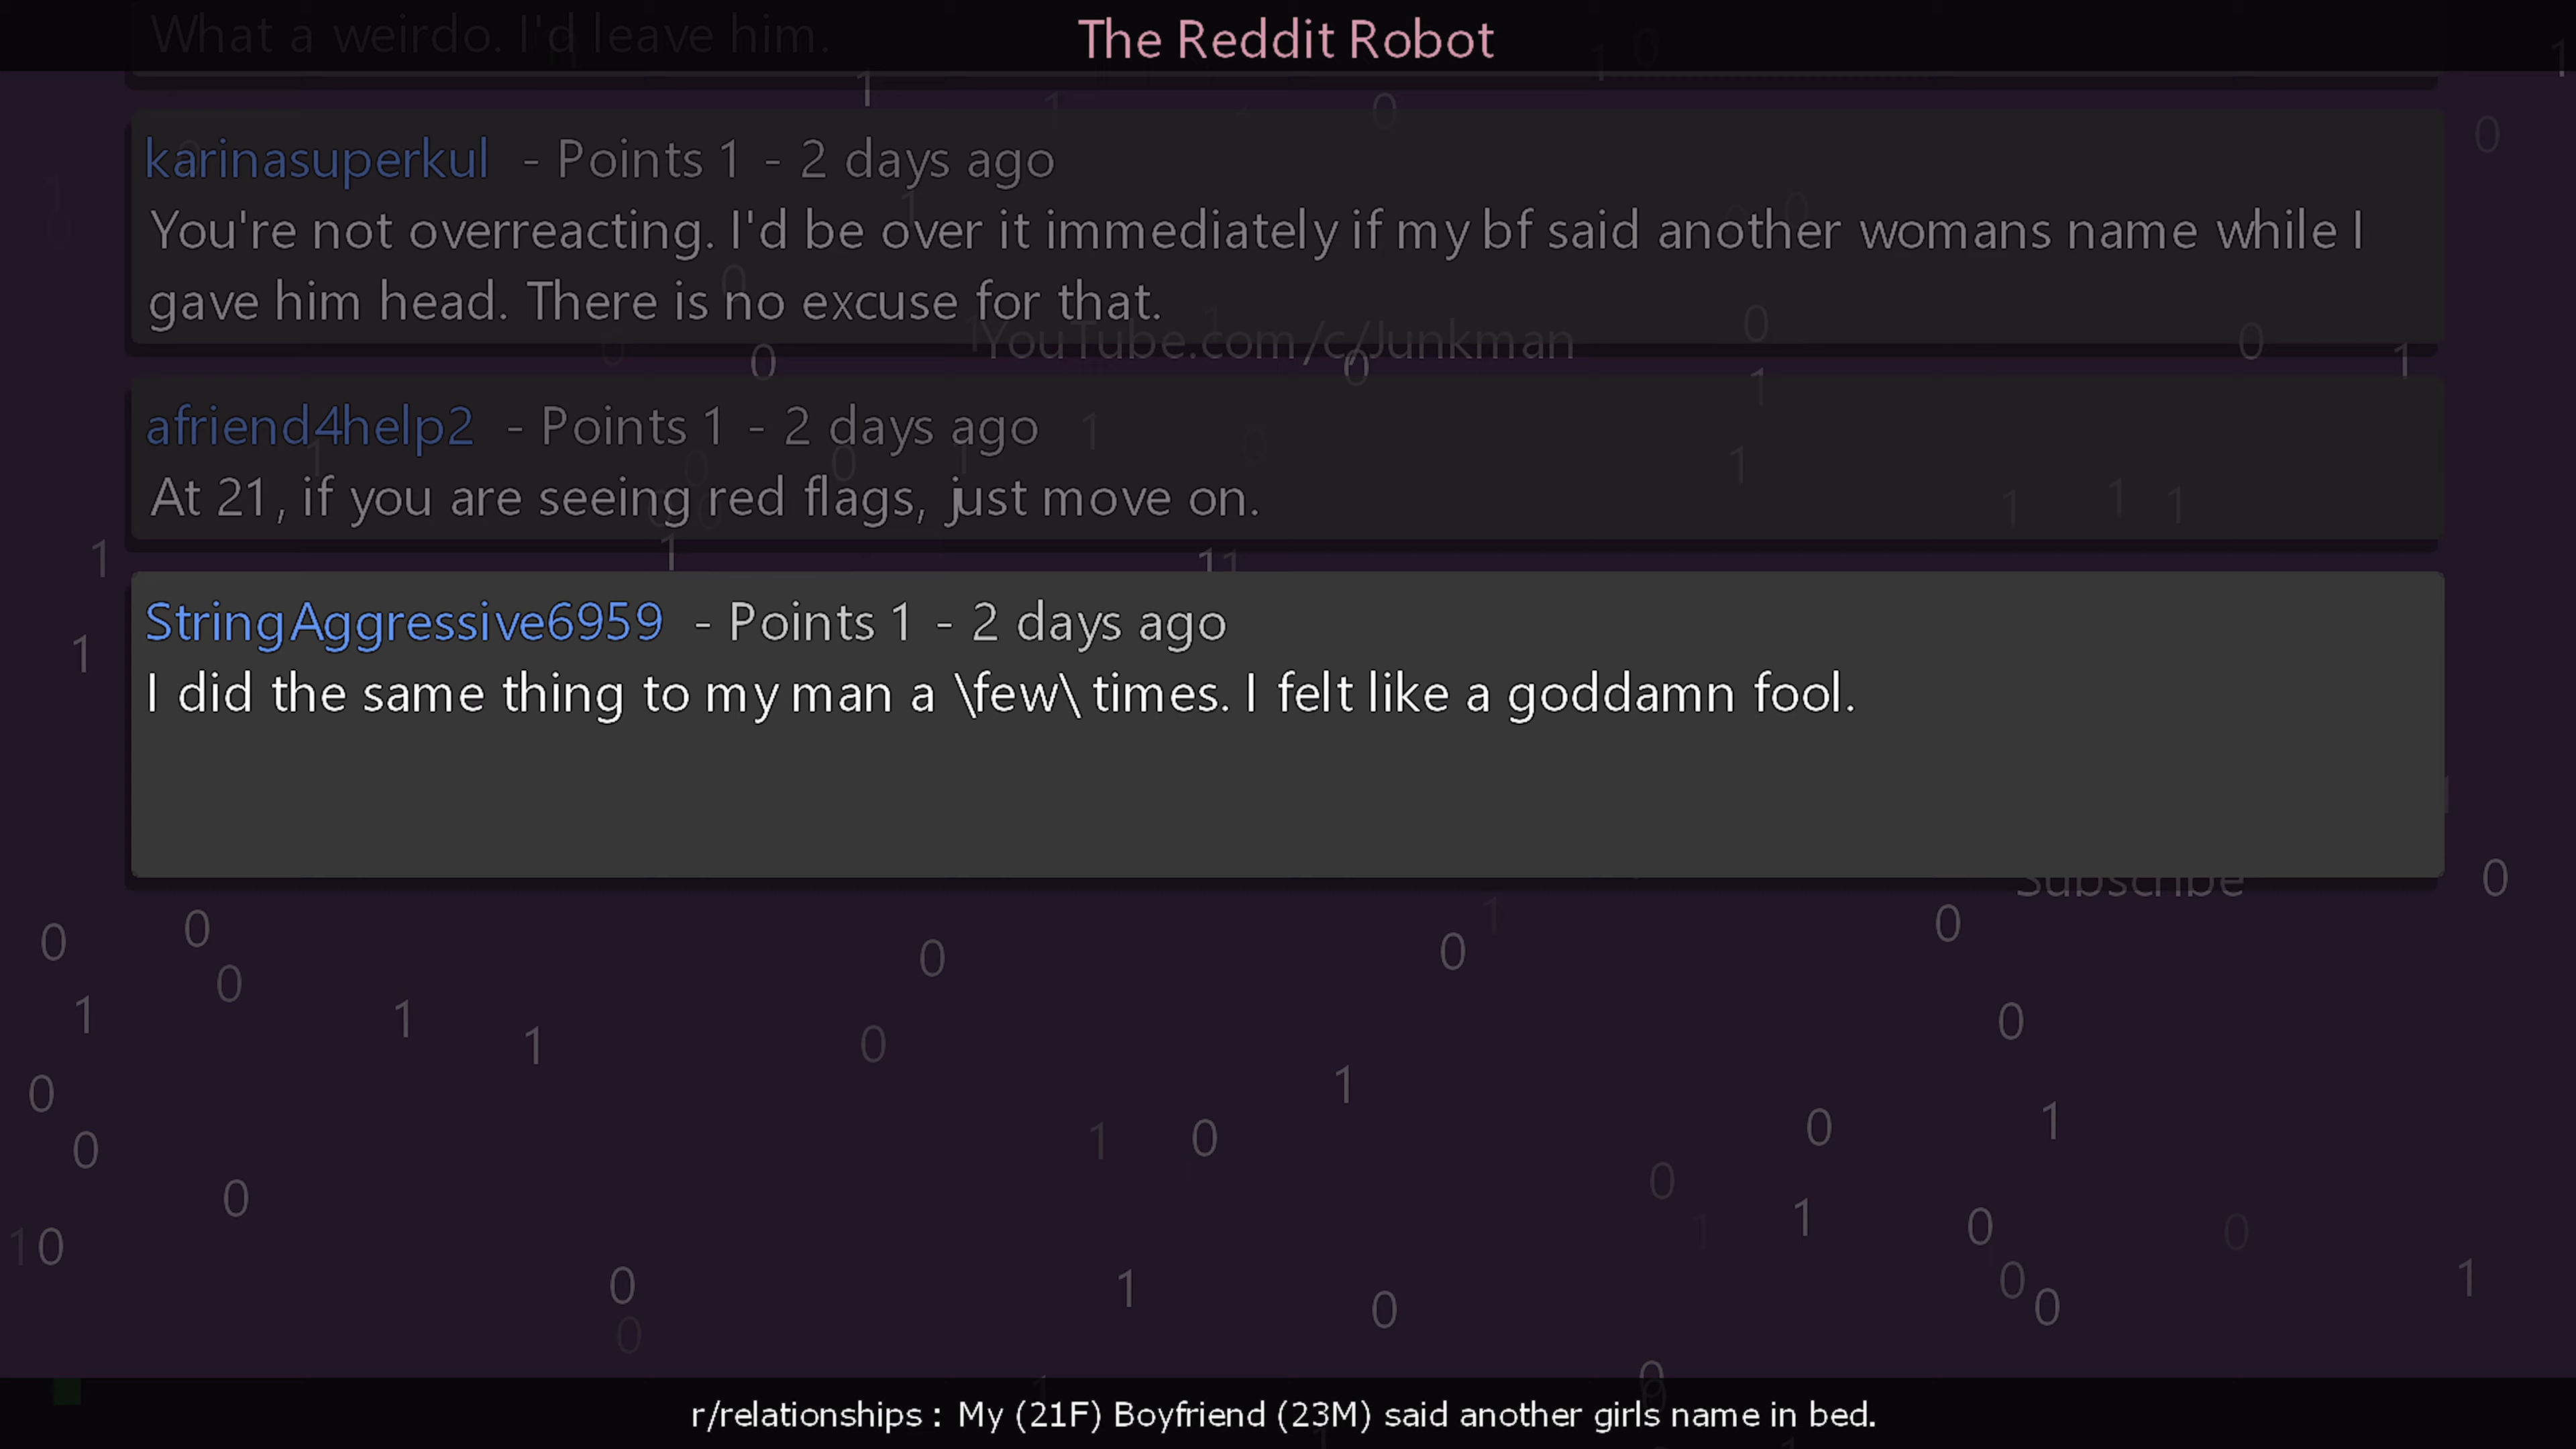 What a weirdo. I'd leave him.
The Reddit Robot
karinasuperkul - Points 1 - 2 days ago
You're not overreacting. I'd be over it immediately if my bf said another womans name while I
gave him head. There is no excuse for that.
YouTube.com/c/Junkman
afriend4help2 - Points 1 - 2 days ago
At 21, if you are seeing red flags, just move on.
StringAggressive6959 - Points 1 - 2 days ago
I did the same thing to my man a \few\ times. I felt like a goddamn fool.
Subscribe
r/relationships : My (21F) Boyfriend (23M) said another girls name in bed.